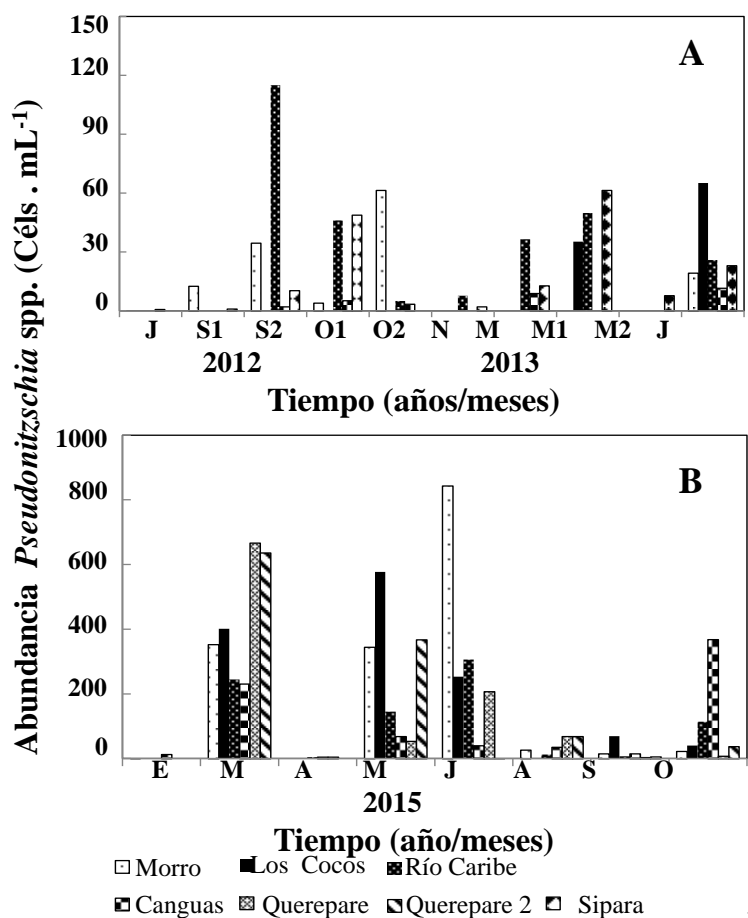 Abundancia Pseudonitzschia spp. (Céls . mL-1)
150
120
90
60
30
0
A
J S1 S2 O1 O2 N M M1 M2 J
2012 2013
Tiempo (años/meses)
1000
800
600
400
200
0
B
E M A M J A S O
2015
Tiempo (año/meses)
Morro Los Cocos Río Caribe
Canguas Querepare Querepare 2 Sipara